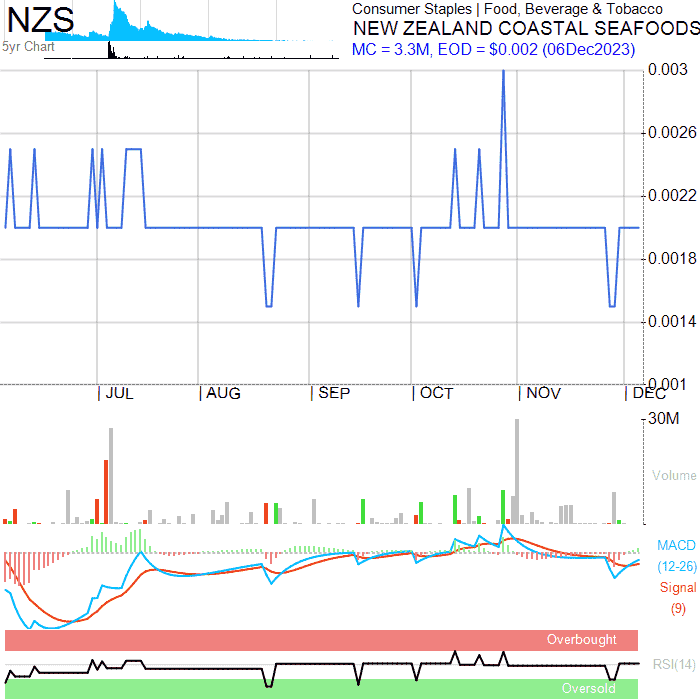 NZS
5yr Chart
Consumer Staples | Food, Beverage & Tobacco
NEW ZEALAND COASTAL SEAFOODS
MC = 3.3M, EOD = $0.002 (06Dec2023)
0.003
0.0026
0.0022
0.0018
0.0014
0.001
| JUL | AUG | SEP | OCT | NOV | DEC
30M
Volume
MACD
(12-26)
Signal
(9)
Overbought
RSI(14)
Oversold